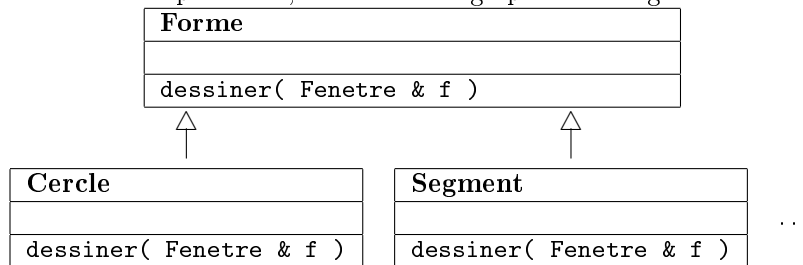 Forme
dessiner( Fenetre & f )
Cercle
Segment
. .
dessiner( Fenetre & f )
dessiner( Fenetre & f )